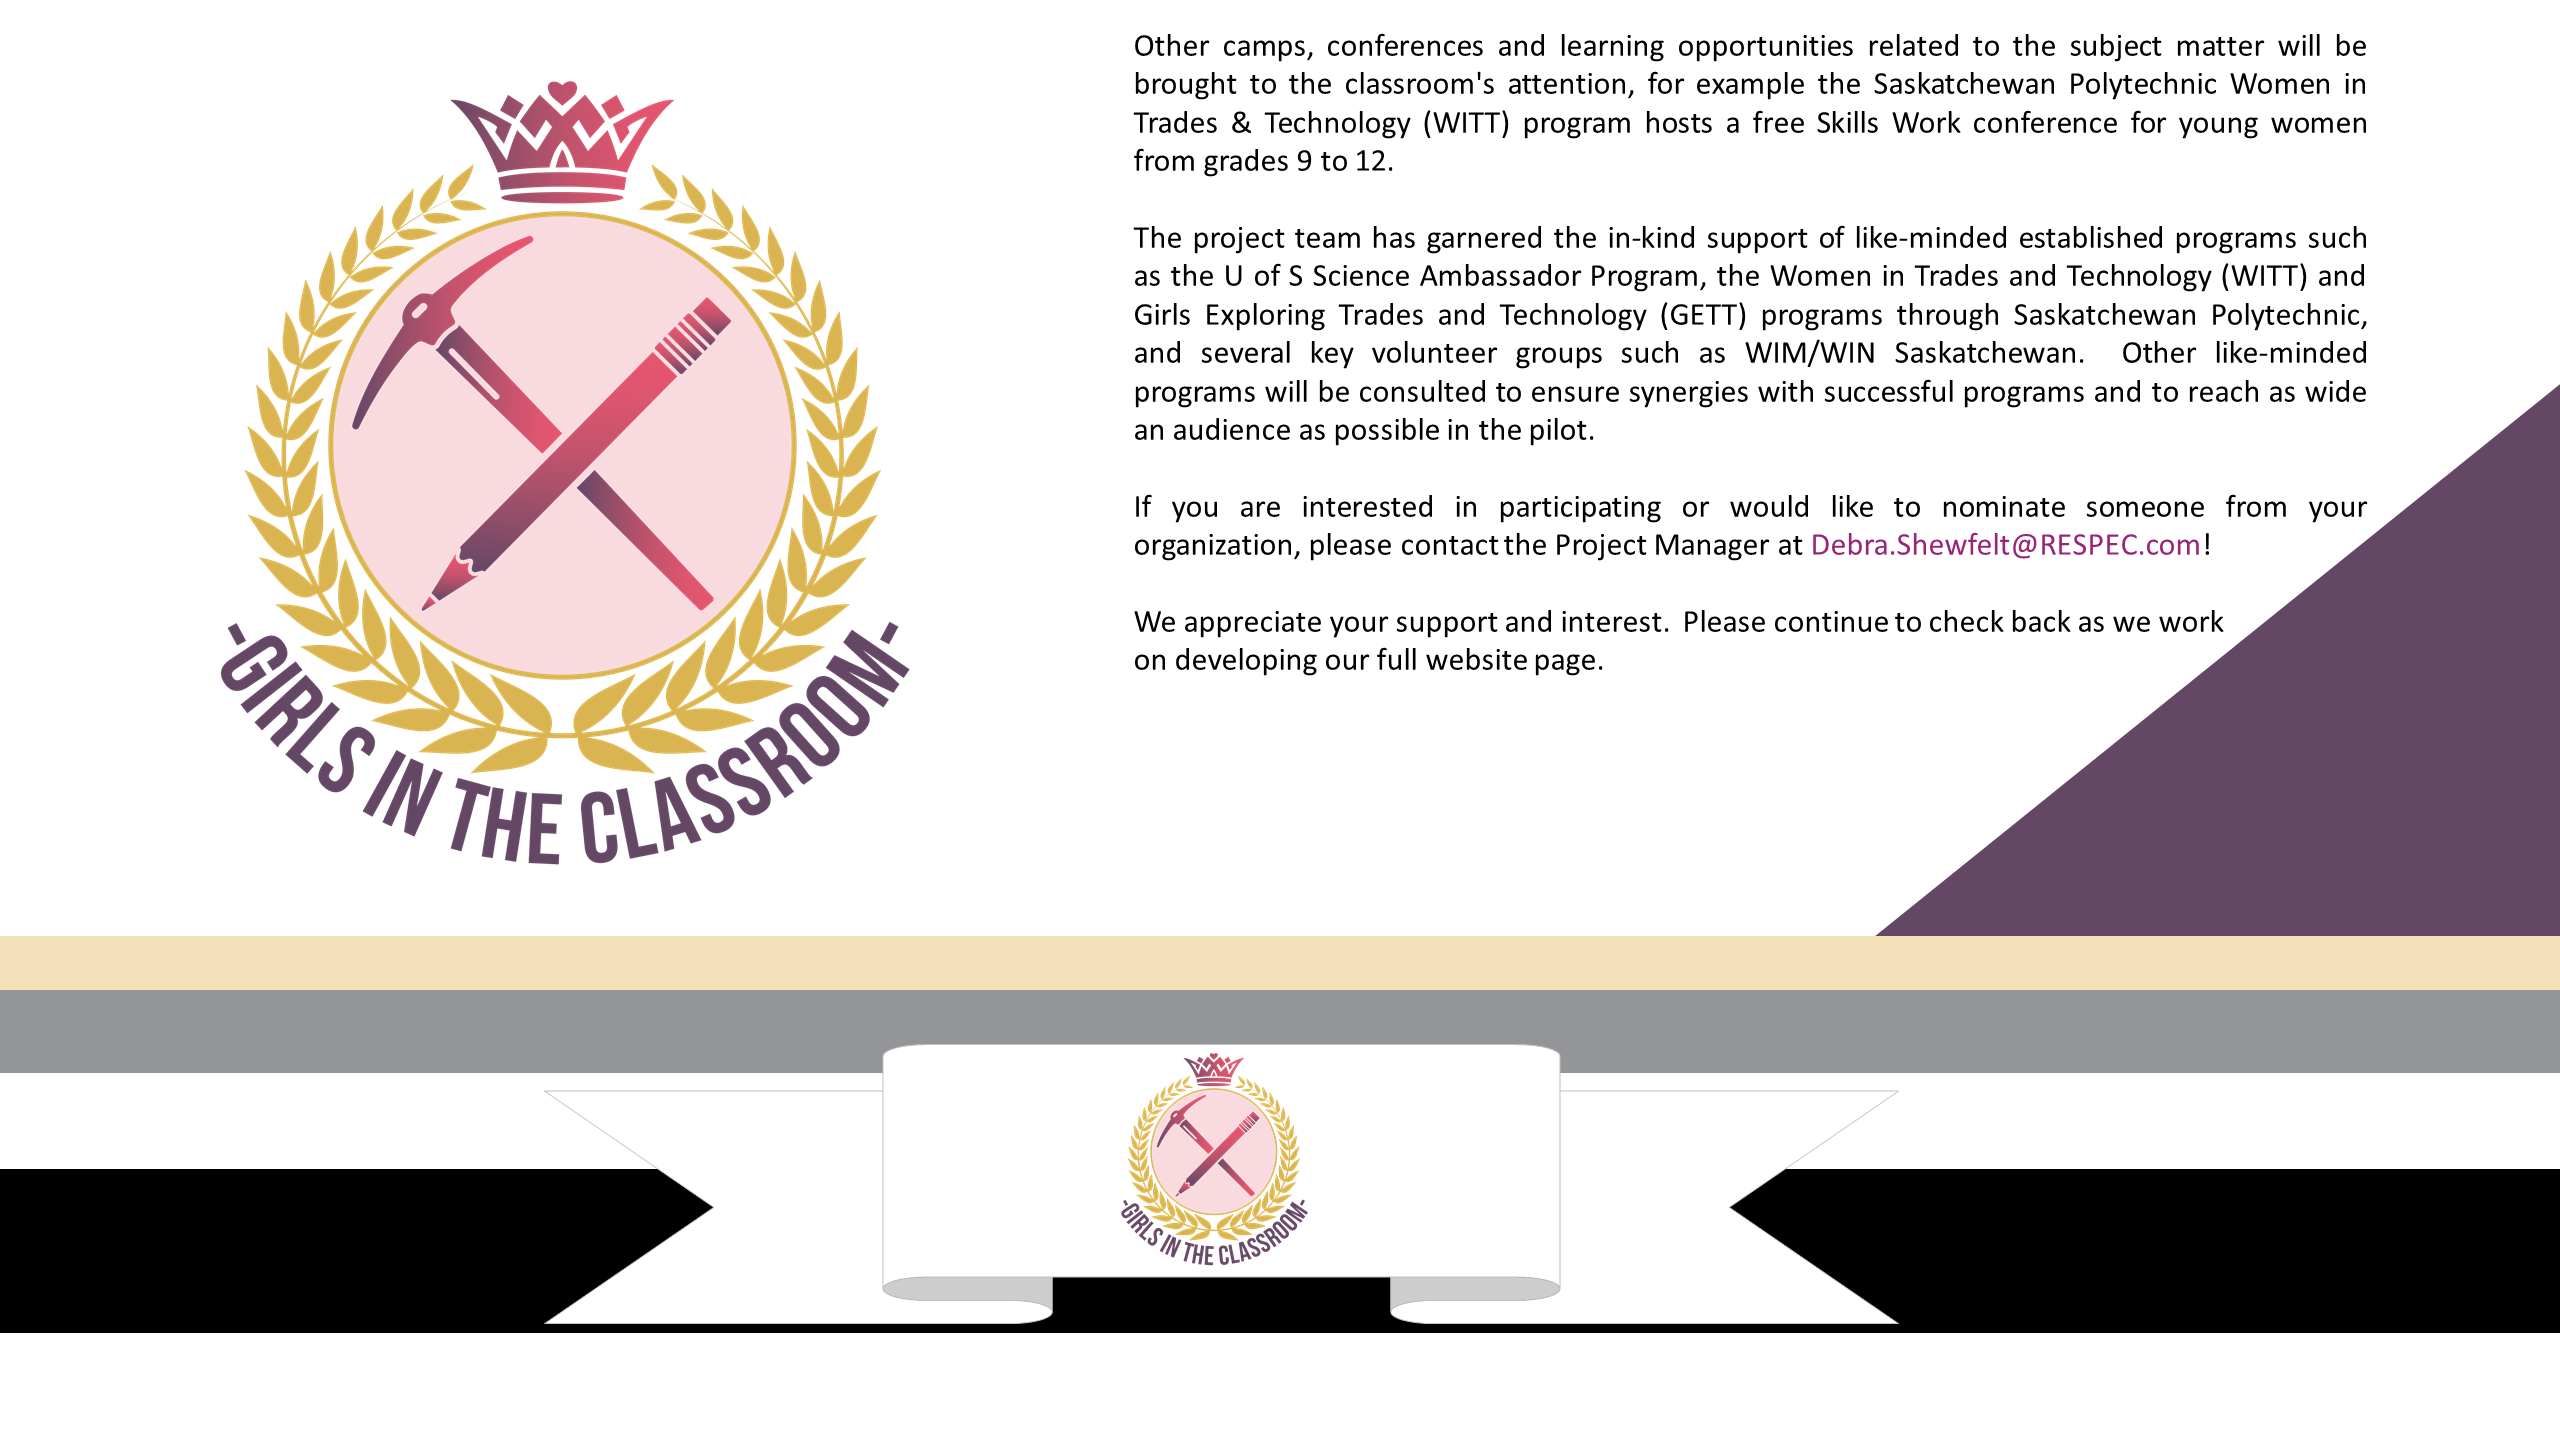 Other camps, conferences and learning opportunities related to the subject matter will be
brought to the classroom's attention, for example the Saskatchewan Polytechnic Women in
Trades & Technology (WITT) program hosts a free Skills Work conference for young women
from grades 9 to 12.
The project team has garnered the in-kind support of like-minded established programs such
as the U of S Science Ambassador Program, the Women in Trades and Technology (WITT) and
Girls Exploring Trades and Technology (GETT) programs through Saskatchewan Polytechnic,
and several key volunteer groups such as WIM/WIN Saskatchewan. Other like-minded
programs will be consulted to ensure synergies with successful programs and to reach as wide
an audience as possible in the pilot.
If you are interested in participating or would like to nominate someone from your
organization, please contact the Project Manager at Debra.Shewfelt@RESPEC.com!
We appreciate your support and interest. Please continue to check back as we work
on developing our full website page.
-GIRLS IN THE CLASSROOM-
-GIRLS IN THE CLASSROOM-